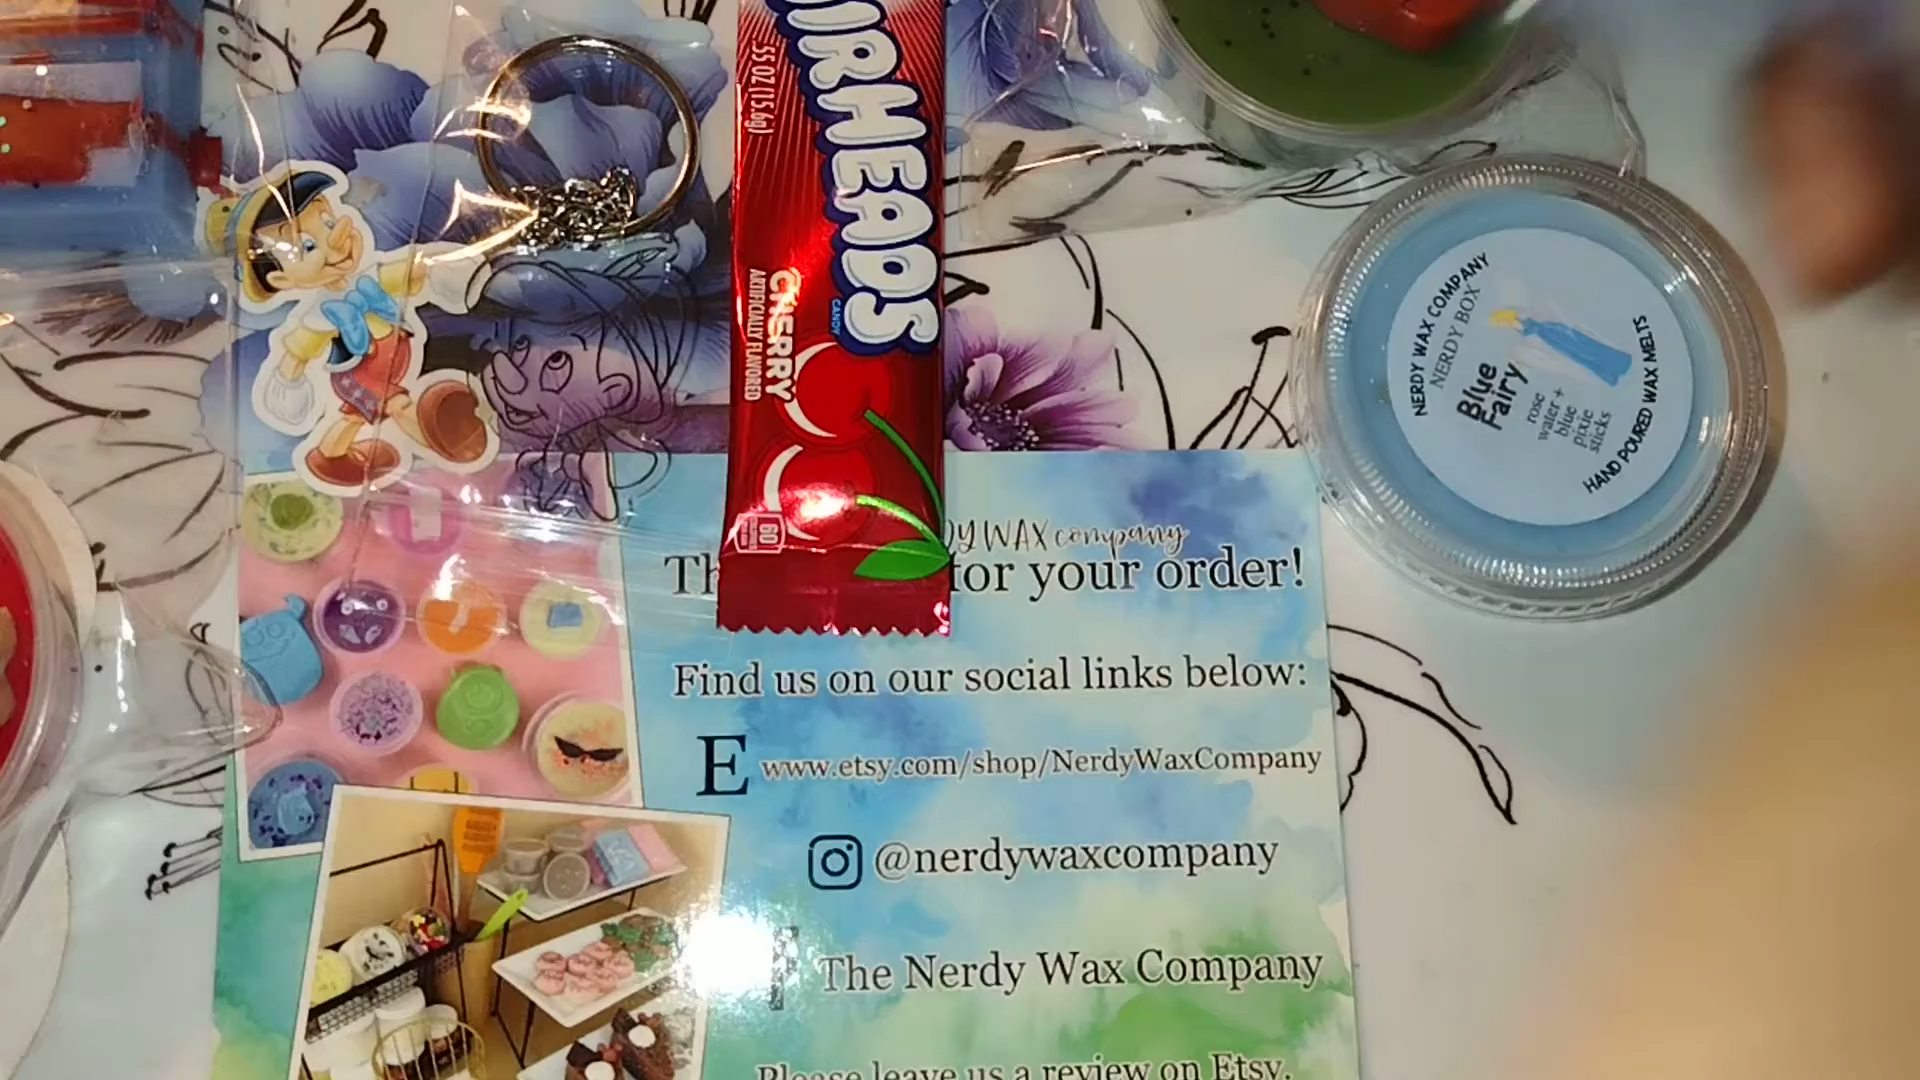 AIRHEADS
CANDY
.55 OZ (15.6g)
CHERRY
ARTIFICIALLY FLAVORED
60
NERDY WAX COMPANY
NERDY BOX
Blue
Fairy
rose
water +
blue
pixie
sticks
HAND POURED WAX MELTS
WAX company
for your order!
Find us on our social links below:
E www.etsy.com/shop/NerdyWaxCompany
@nerdywaxcompany
The Nerdy Wax Company
Please leave us a review on Etsy.